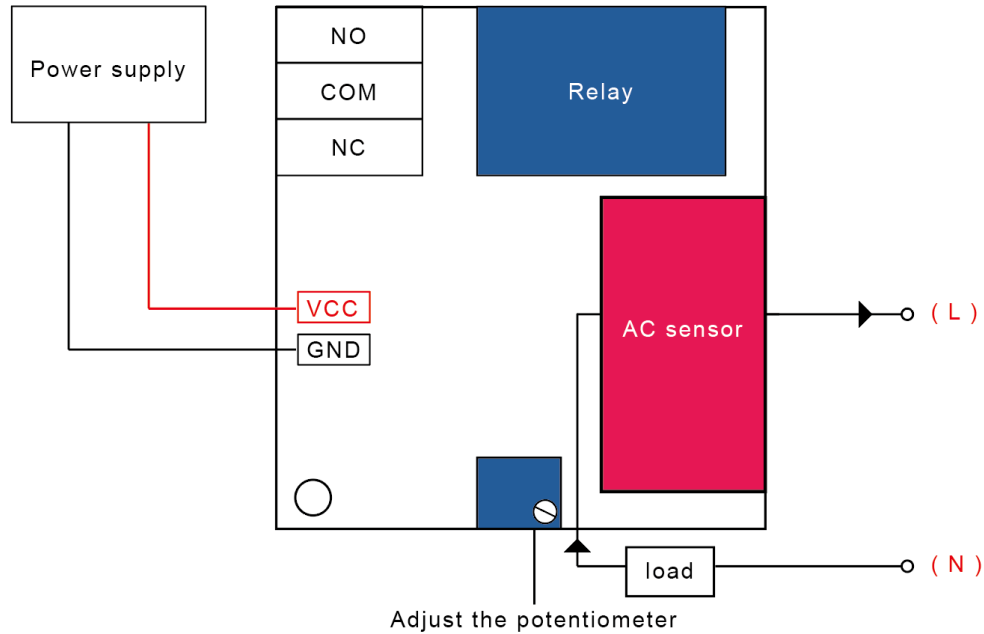 Power supply
NO
COM
NC
Relay
VCC
GND
AC sensor
( L )
load
( N )
Adjust the potentiometer